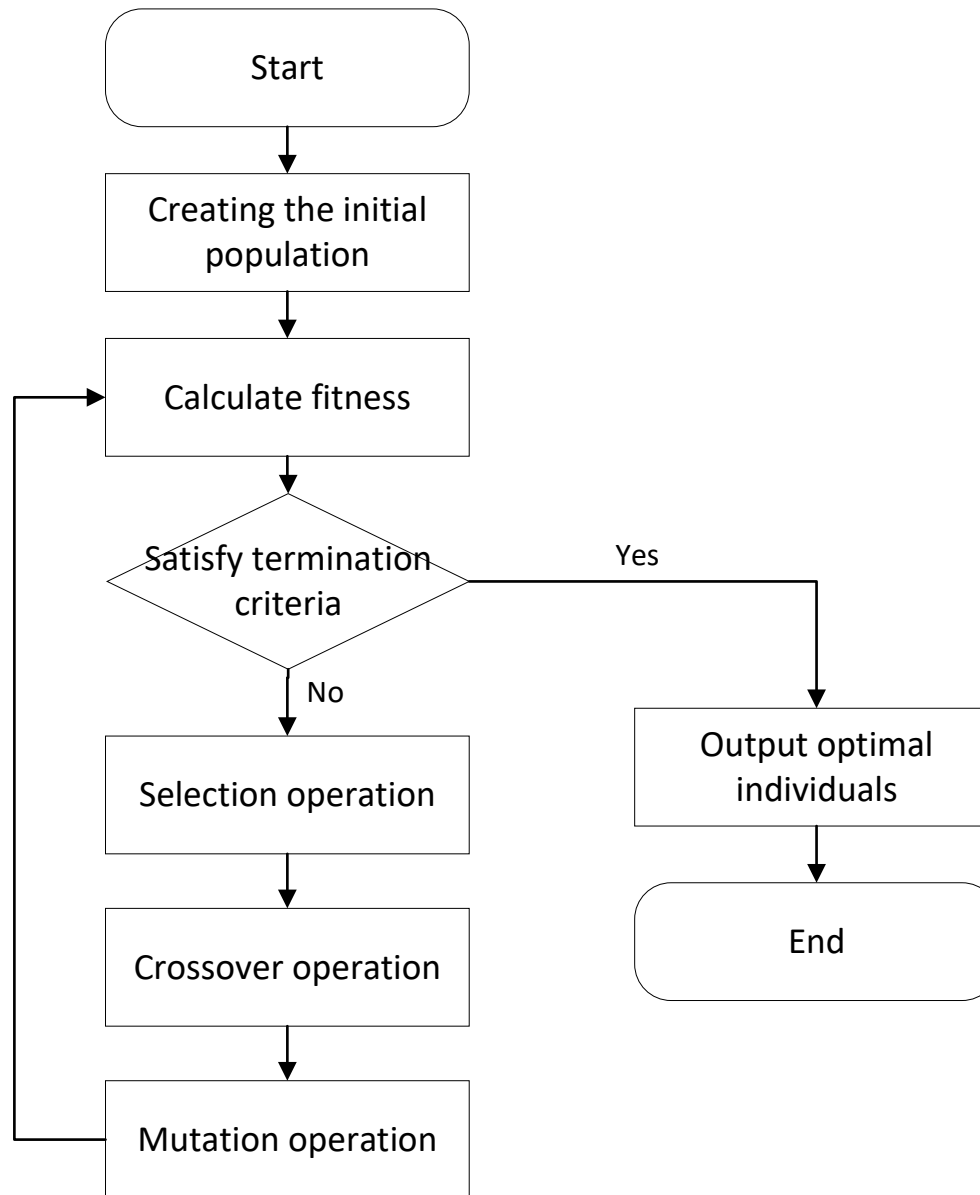 Start
Creating the initial
population
Calculate fitness
Satisfy termination
criteria
Yes
No
Selection operation
Output optimal
individuals
Crossover operation
End
Mutation operation